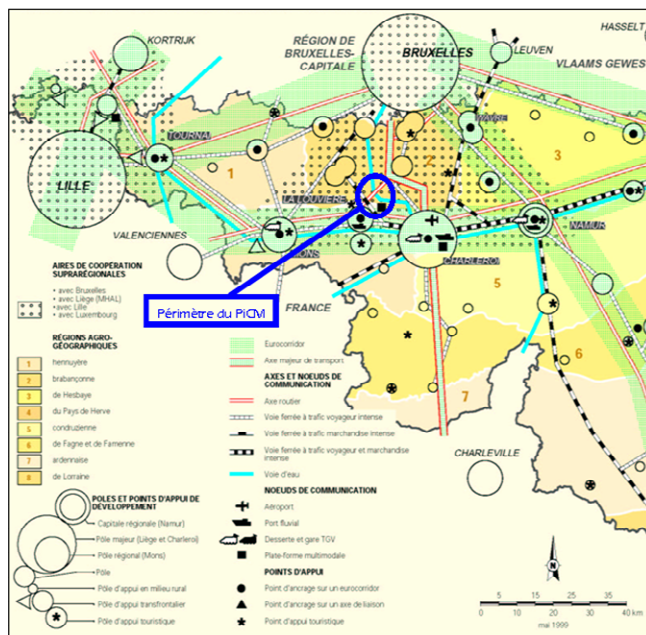 KORTRIJK
RÉGION DE
BRUXELLES-
CAPITALE
BRUXELLES
LEUVEN
HASSELT
VLAAMS GEWES
TOURNAI
WAVRE
1
2
3
LILLE
LA LOUVIERE
VALENCIENNES
MONS
NAMUR
CHARLEROI
FRANCE
5
6
7
CHARLEVILLE
Périmètre du PiCM
AIRES DE COOPÉRATION
SUPRARÉGIONALES
• avec Bruxelles
• avec Liège (MHAL)
• avec Lille
• avec Luxembourg
RÉGIONS AGRO-
GÉOGRAPHIQUES
1 hennuyère
2 brabançonne
3 de Hesbaye
4 du Pays de Herve
5 condruzienne
6 de Fagne et de Famenne
7 ardennaise
8 de Lorraine
POLES ET POINTS D'APPUI DE
DÉVELOPPEMENT
Capitale régionale (Namur)
Pôle majeur (Liège et Charleroi)
Pôle régional (Mons)
Pôle
Pôle d'appui en milieu rural
Pôle d'appui transfrontalier
Pôle d'appui touristique
Eurocorridor
Axe majeur de transport
AXES ET NOEUDS DE
COMMUNICATION
Axe routier
Voie ferrée à trafic voyageur intense
Voie ferrée à trafic marchandise intense
Voie ferrée à trafic voyageur et marchandise
intense
Voie d'eau
NOEUDS DE COMMUNICATION
Aéroport
Port fluvial
Desserte et gare TGV
Plate-forme multimodale
POINTS D'APPUI
Point d'ancrage sur un eurocorridor
Point d'ancrage sur un axe de liaison
Point d'appui touristique
N
0 5 10 20 30 40 km
mai 1999